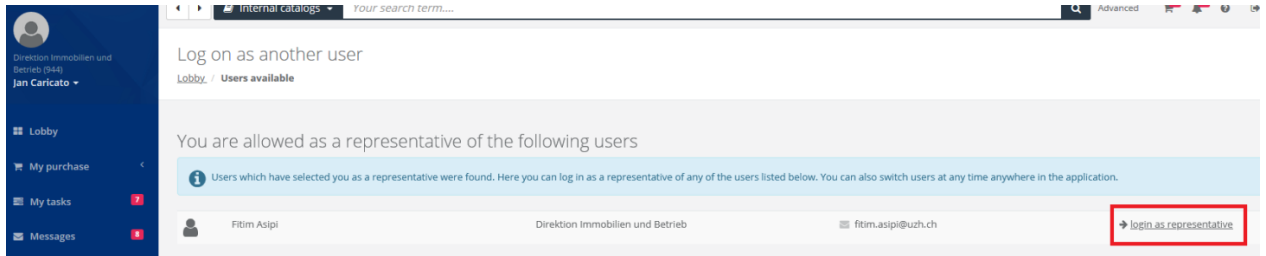 Internal catalogs
Your search term....
Advanced
Direktion Immobilien und
Betrieb (944)
Jan Caricato
Log on as another user
Lobby / Users available
Lobby
My purchase
My tasks 7
Messages 8
You are allowed as a representative of the following users
Users which have selected you as a representative were found. Here you can log in as a representative of any of the users listed below. You can also switch users at any time anywhere in the application.
Fitim Asipi Direktion Immobilien und Betrieb fitim.asipi@uzh.ch login as representative